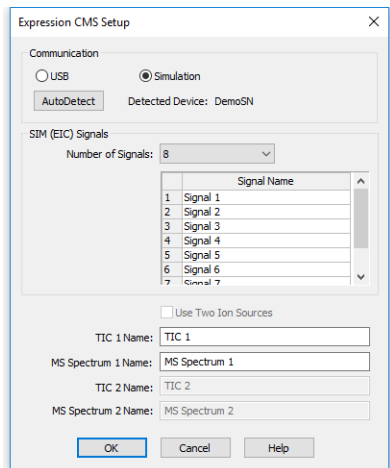 Expression CMS Setup
Communication
USB Simulation
AutoDetect Detected Device: DemoSN
SIM (EIC) Signals
Number of Signals: 8
Signal Name
1 Signal 1
2 Signal 2
3 Signal 3
4 Signal 4
5 Signal 5
6 Signal 6
7 Signal 7
Use Two Ion Sources
TIC 1 Name: TIC 1
MS Spectrum 1 Name: MS Spectrum 1
TIC 2 Name: TIC 2
MS Spectrum 2 Name: MS Spectrum 2
OK Cancel Help